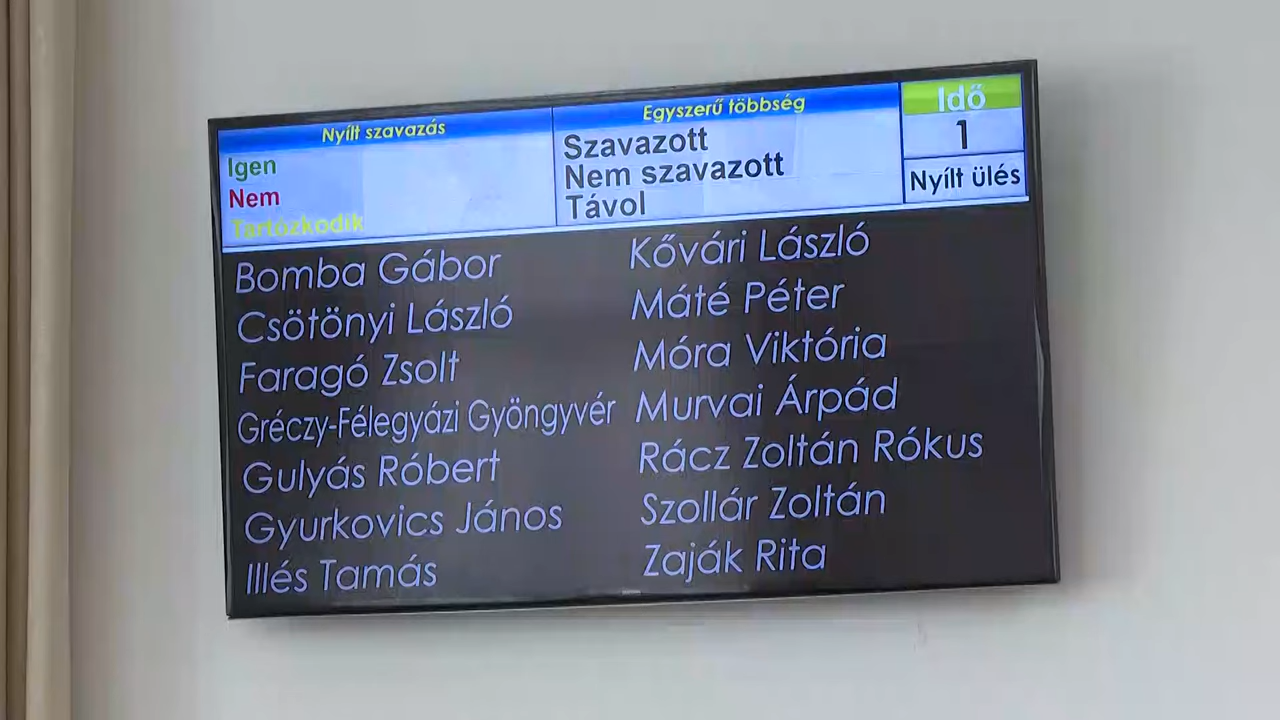 Nyílt szavazás
Igen
Nem
Tartózkodik
Egyszerű többség
Szavazott
Nem szavazott
Távol
Idő
1
Nyílt ülés
Bomba Gábor
Csötönyi László
Faragó Zsolt
Gréczy-Félegyázi Gyöngyvér
Gulyás Róbert
Gyurkovics János
Illés Tamás
Kővári László
Máté Péter
Móra Viktória
Murvai Árpád
Rácz Zoltán Rókus
Szollár Zoltán
Zaják Rita